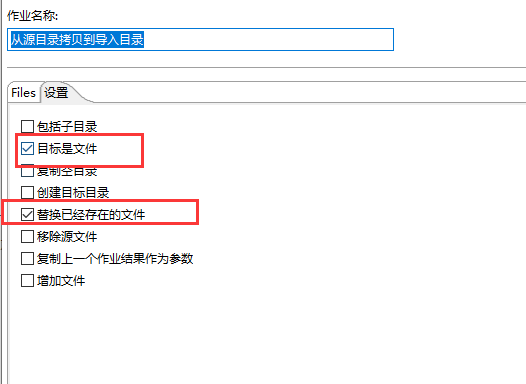 作业名称:
从源目录拷贝到导入目录
Files 设置
包括子目录
目标是文件
复制空目录
创建目标目录
替换已经存在的文件
移除源文件
复制上一个作业结果作为参数
增加文件